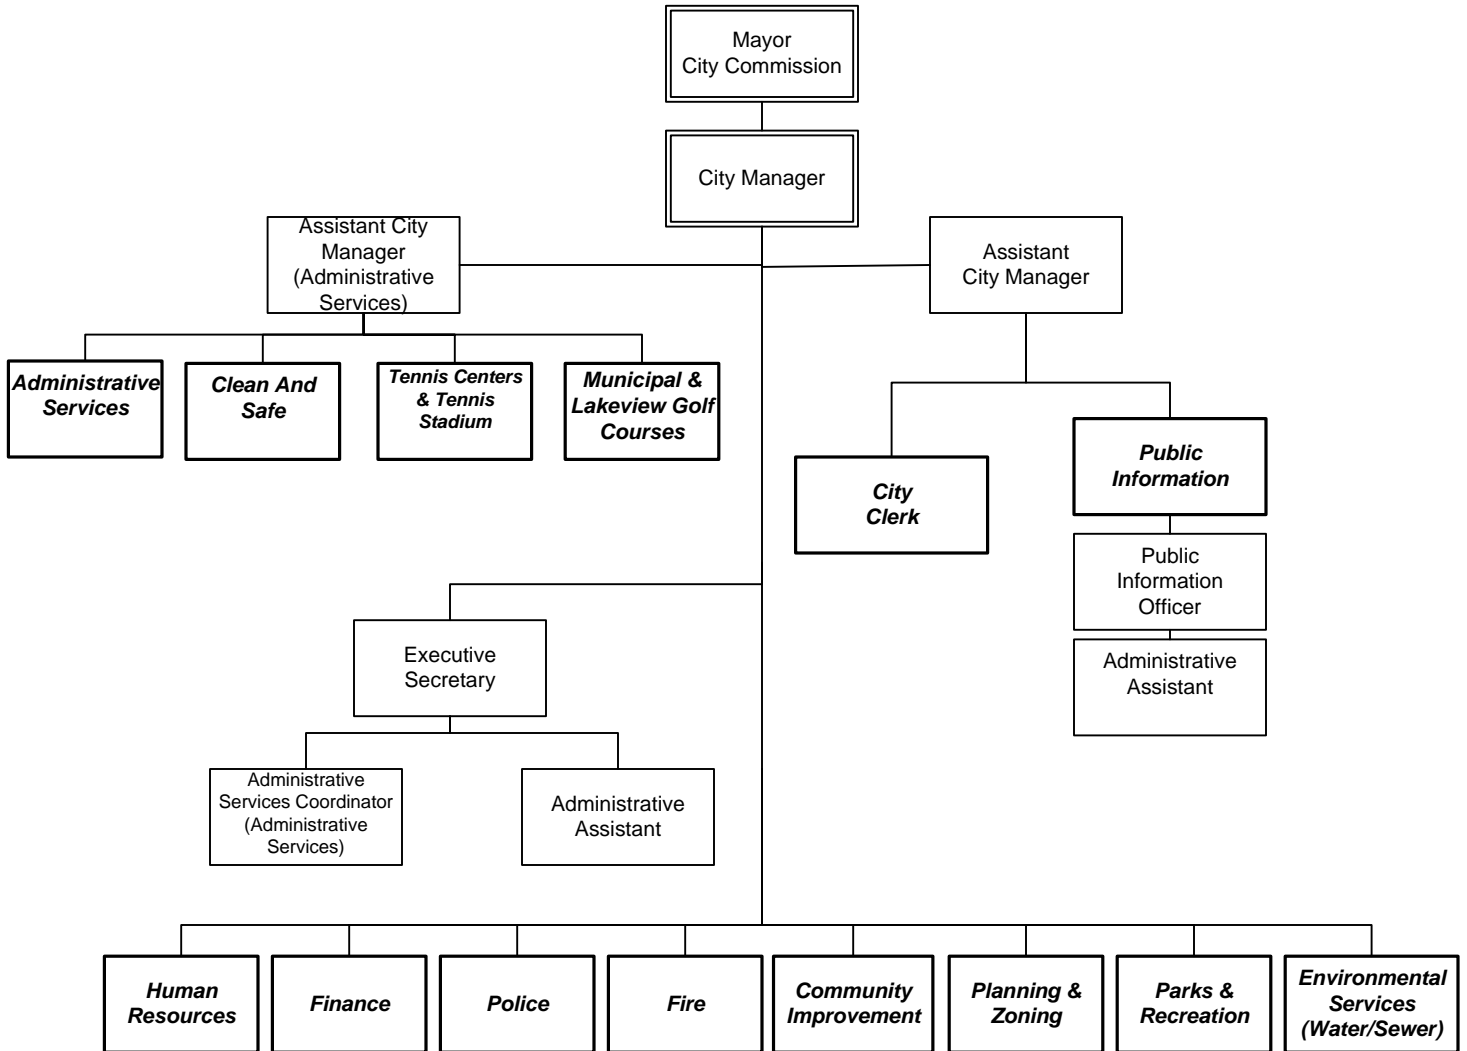 Mayor
City Commission
City Manager
Assistant City
Manager
(Administrative
Services)
Assistant
City Manager
Administrative
Services
Clean And
Safe
Tennis Centers
& Tennis
Stadium
Municipal &
Lakeview Golf
Courses
City
Clerk
Public
Information
Public
Information
Officer
Administrative
Assistant
Executive
Secretary
Administrative
Services Coordinator
(Administrative
Services)
Administrative
Assistant
Human
Resources
Finance
Police
Fire
Community
Improvement
Planning &
Zoning
Parks &
Recreation
Environmental
Services
(Water/Sewer)